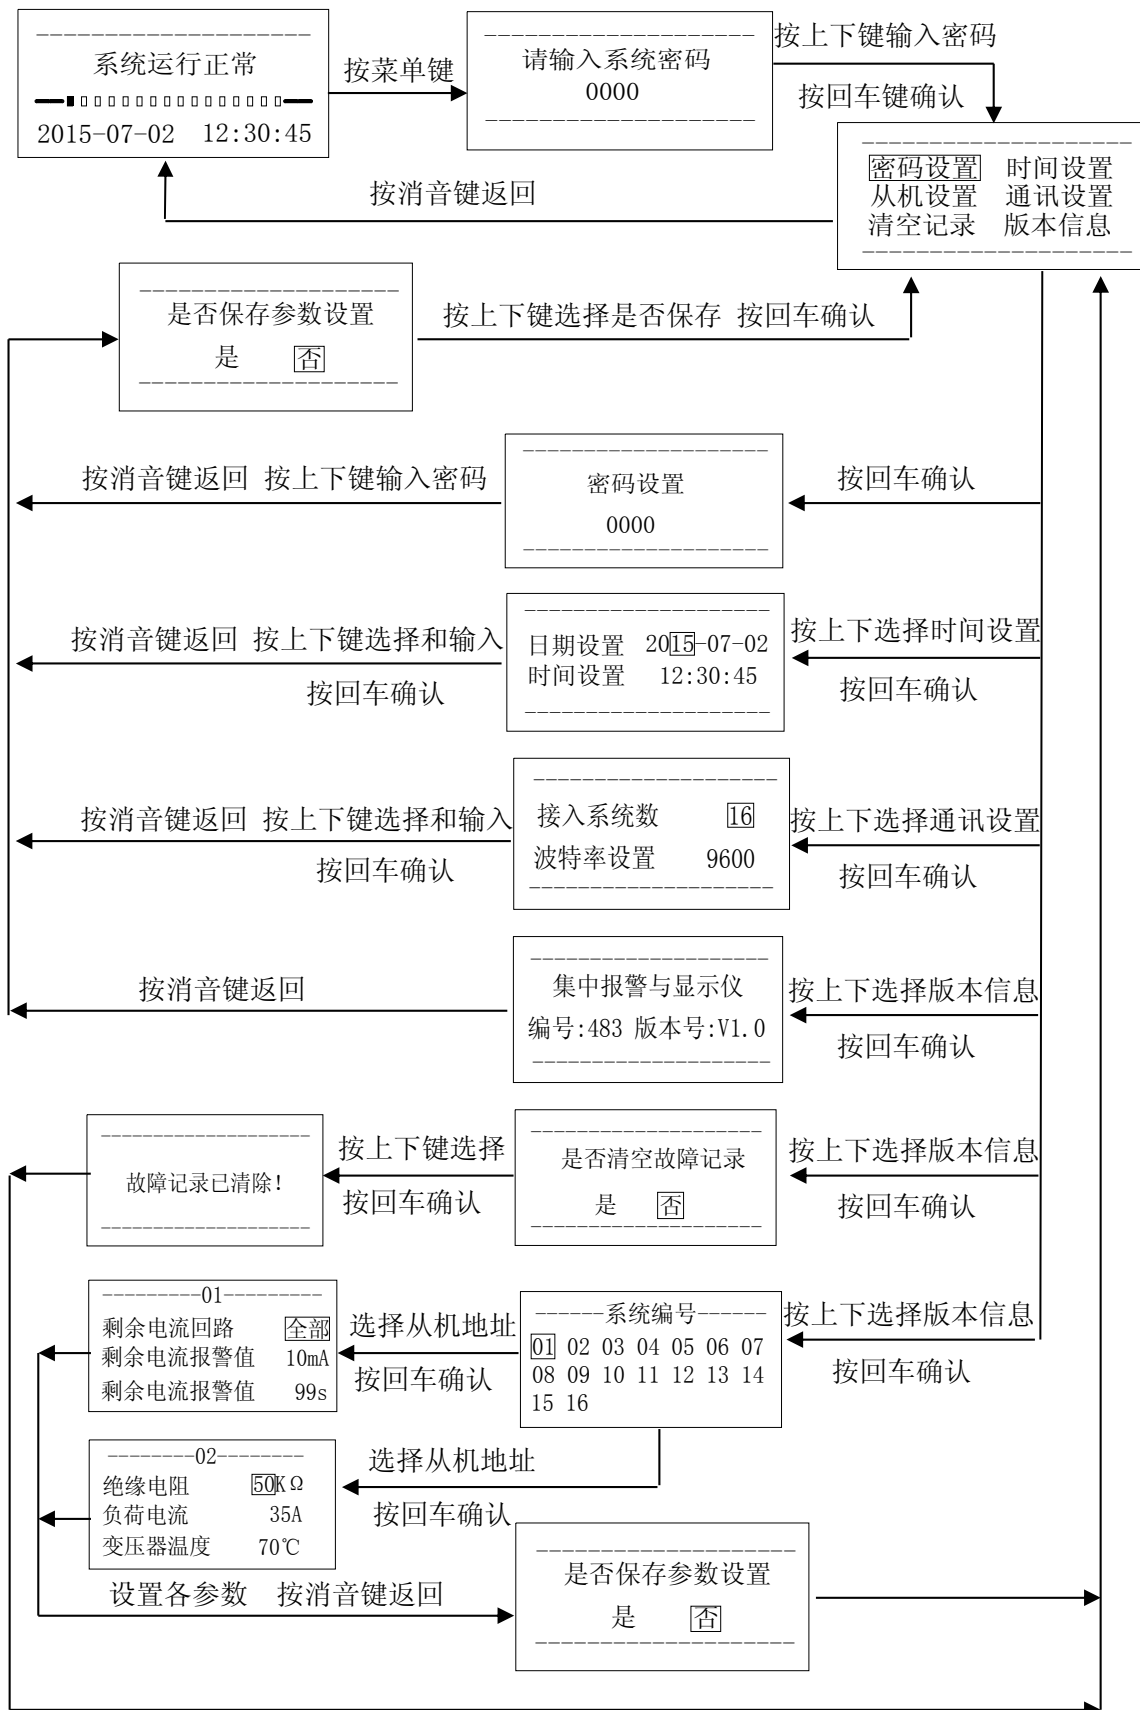 系统运行正常
2015-07-02 12:30:45
按菜单键
请输入系统密码
0000
按上下键输入密码
按回车键确认
密码设置 时间设置
从机设置 通讯设置
清空记录 版本信息
按消音键返回
是否保存参数设置
是 否
按上下键选择是否保存 按回车确认
按消音键返回 按上下键输入密码
密码设置
0000
按回车确认
按消音键返回 按上下键选择和输入
按回车确认
日期设置 2015-07-02
时间设置 12:30:45
按上下选择时间设置
按回车确认
按消音键返回 按上下键选择和输入
按回车确认
接入系统数 16
波特率设置 9600
按上下选择通讯设置
按回车确认
按消音键返回
集中报警与显示仪
编号:483 版本号:V1.0
按上下选择版本信息
按回车确认
故障记录已清除!
按上下键选择
按回车确认
是否清空故障记录
是 否
按上下选择版本信息
按回车确认
---------01---------
剩余电流回路 全部
剩余电流报警值 10mA
剩余电流报警值 99s
选择从机地址
按回车确认
------系统编号------
01 02 03 04 05 06 07
08 09 10 11 12 13 14
15 16
按上下选择版本信息
按回车确认
--------02--------
绝缘电阻 50KΩ
负荷电流 35A
变压器温度 70℃
选择从机地址
按回车确认
设置各参数 按消音键返回
是否保存参数设置
是 否